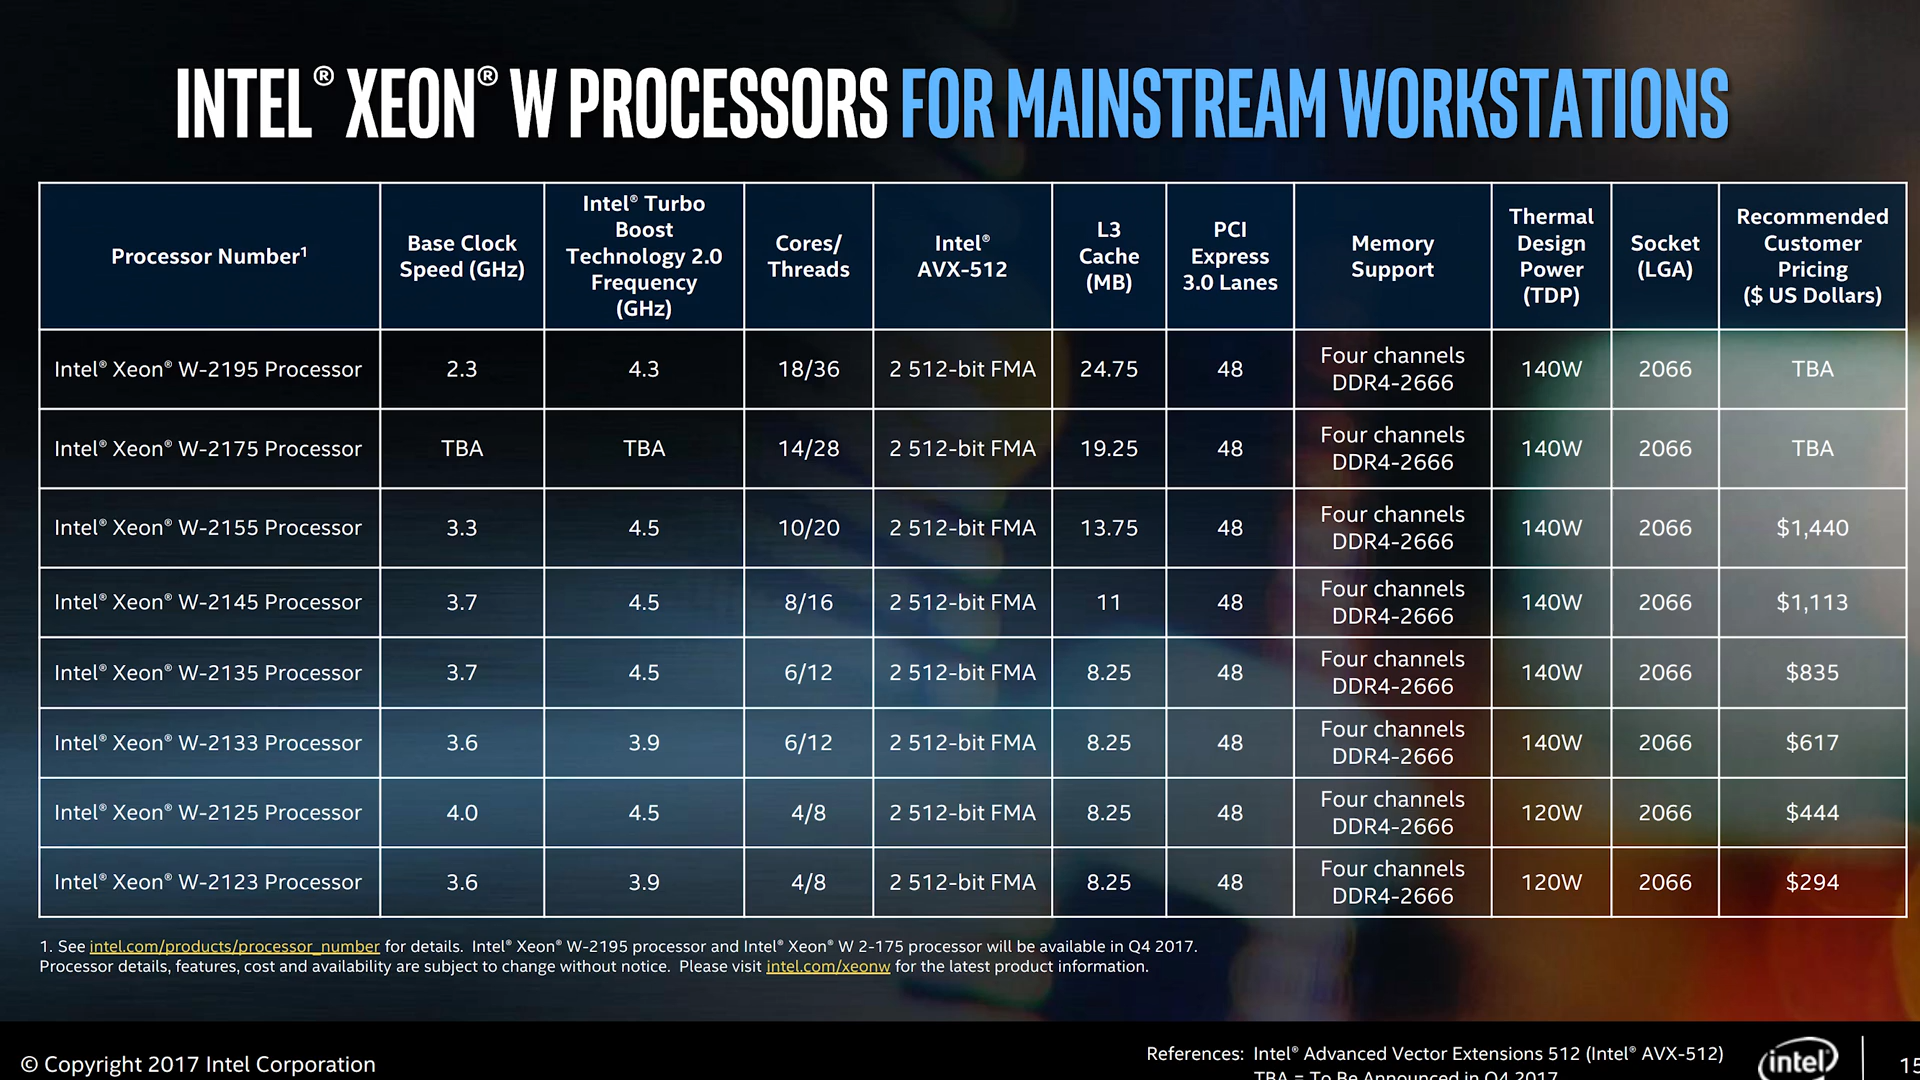 INTEL® XEON® W PROCESSORS FOR MAINSTREAM WORKSTATIONS
Processor Number¹
Base Clock
Speed (GHz)
Intel® Turbo
Boost
Technology 2.0
Frequency
(GHz)
Cores/
Threads
Intel®
AVX-512
L3
Cache
(MB)
PCI
Express
3.0 Lanes
Memory
Support
Thermal
Design
Power
(TDP)
Socket
(LGA)
Recommended
Customer
Pricing
($ US Dollars)
Intel® Xeon® W-2195 Processor 2.3 4.3 18/36 2 512-bit FMA 24.75 48 Four channels DDR4-2666 140W 2066 TBA
Intel® Xeon® W-2175 Processor TBA TBA 14/28 2 512-bit FMA 19.25 48 Four channels DDR4-2666 140W 2066 TBA
Intel® Xeon® W-2155 Processor 3.3 4.5 10/20 2 512-bit FMA 13.75 48 Four channels DDR4-2666 140W 2066 $1,440
Intel® Xeon® W-2145 Processor 3.7 4.5 8/16 2 512-bit FMA 11 48 Four channels DDR4-2666 140W 2066 $1,113
Intel® Xeon® W-2135 Processor 3.7 4.5 6/12 2 512-bit FMA 8.25 48 Four channels DDR4-2666 140W 2066 $835
Intel® Xeon® W-2133 Processor 3.6 3.9 6/12 2 512-bit FMA 8.25 48 Four channels DDR4-2666 140W 2066 $617
Intel® Xeon® W-2125 Processor 4.0 4.5 4/8 2 512-bit FMA 8.25 48 Four channels DDR4-2666 120W 2066 $444
Intel® Xeon® W-2123 Processor 3.6 3.9 4/8 2 512-bit FMA 8.25 48 Four channels DDR4-2666 120W 2066 $294
1. See intel.com/products/processor_number for details. Intel® Xeon® W-2195 processor and Intel® Xeon® W 2-175 processor will be available in Q4 2017.
Processor details, features, cost and availability are subject to change without notice. Please visit intel.com/xeonw for the latest product information.
© Copyright 2017 Intel Corporation
References: Intel® Advanced Vector Extensions 512 (Intel® AVX-512)
TBA = To Be Announced in Q4 2017
intel®
15